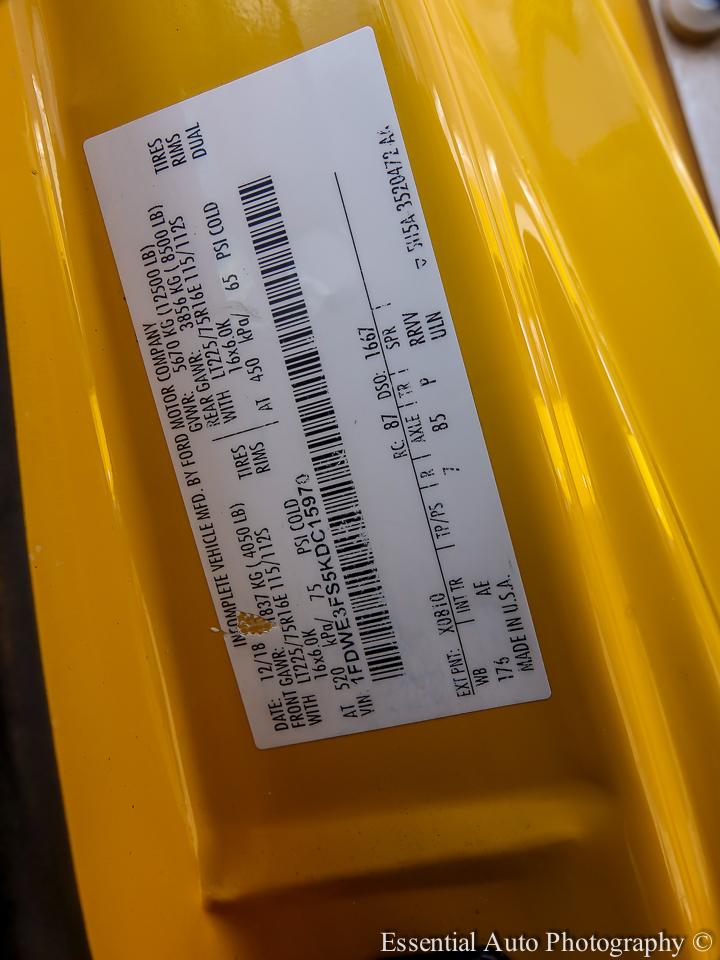 INCOMPLETE VEHICLE MFD. BY FORD MOTOR COMPANY
DATE: 12/18 GVWR: 5670 KG (12500 LB)
FRONT GAWR: 1837 KG (4050 LB) REAR GAWR: 3856 KG (8500 LB)
LT225/75R16E 115/112S TIRES LT225/75R16E 115/112S TIRES
WITH 16x6.0K RIMS WITH 16x6.0K RIMS
AT 520 kPa/ 75 PSI COLD AT 450 kPa/ 65 PSI COLD DUAL
VIN: 1FDWE3FS5KDC15970
EXT PNT: X0810 RC: 87 DSO: 1667
WB INT TR TP/PS R AXLE TR SPR
176 AE 7 85 P RRVV
MADE IN U.S.A. ULN
▽ 5U5A 3520472 AA
Essential Auto Photography ©